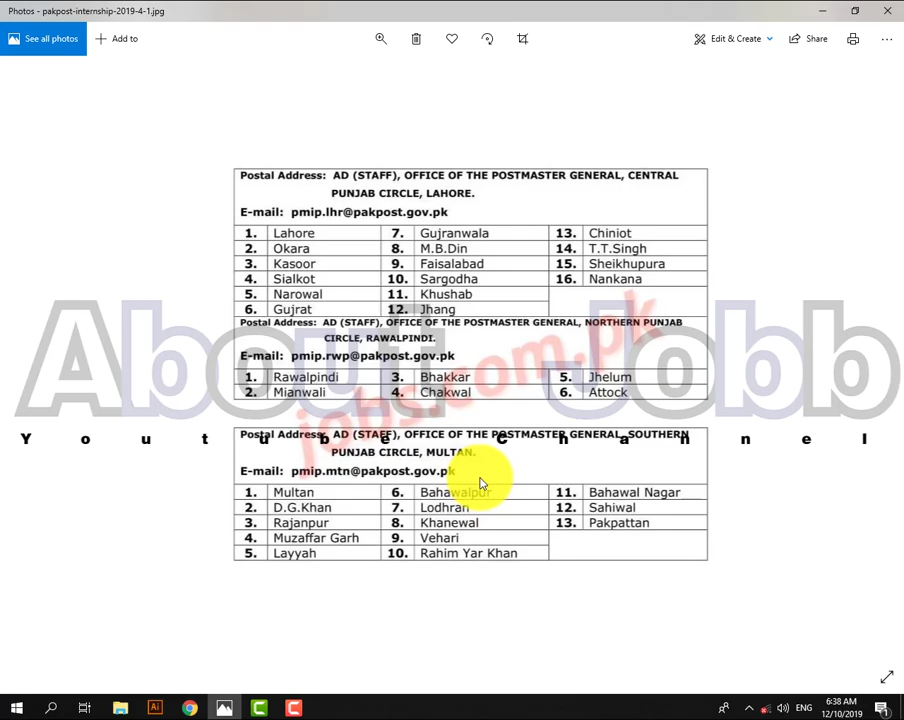 Photos - pakpost-internship-2019-4-1.jpg
See all photos
Add to
Edit & Create
Share
Postal Address: AD (STAFF), OFFICE OF THE POSTMASTER GENERAL, CENTRAL
PUNJAB CIRCLE, LAHORE.
E-mail: pmip.lhr@pakpost.gov.pk
1. Lahore 7. Gujranwala 13. Chiniot
2. Okara 8. M.B.Din 14. T.T.Singh
3. Kasoor 9. Faisalabad 15. Sheikhupura
4. Sialkot 10. Sargodha 16. Nankana
5. Narowal 11. Khushab
6. Gujrat 12. Jhang
Postal Address: AD (STAFF), OFFICE OF THE POSTMASTER GENERAL, NORTHERN PUNJAB
CIRCLE, RAWALPINDI.
E-mail: pmip.rwp@pakpost.gov.pk
1. Rawalpindi 3. Bhakkar 5. Jhelum
2. Mianwali 4. Chakwal 6. Attock
About Jobb
jobs.com.pk
Youtube Channel
Postal Address: AD (STAFF), OFFICE OF THE POSTMASTER GENERAL, SOUTHERN
PUNJAB CIRCLE, MULTAN.
E-mail: pmip.mtn@pakpost.gov.pk
1. Multan 6. Bahawalpur 11. Bahawal Nagar
2. D.G.Khan 7. Lodhran 12. Sahiwal
3. Rajanpur 8. Khanewal 13. Pakpattan
4. Muzaffar Garh 9. Vehari
5. Layyah 10. Rahim Yar Khan
Ai
ENG
6:38 AM
12/10/2019
1